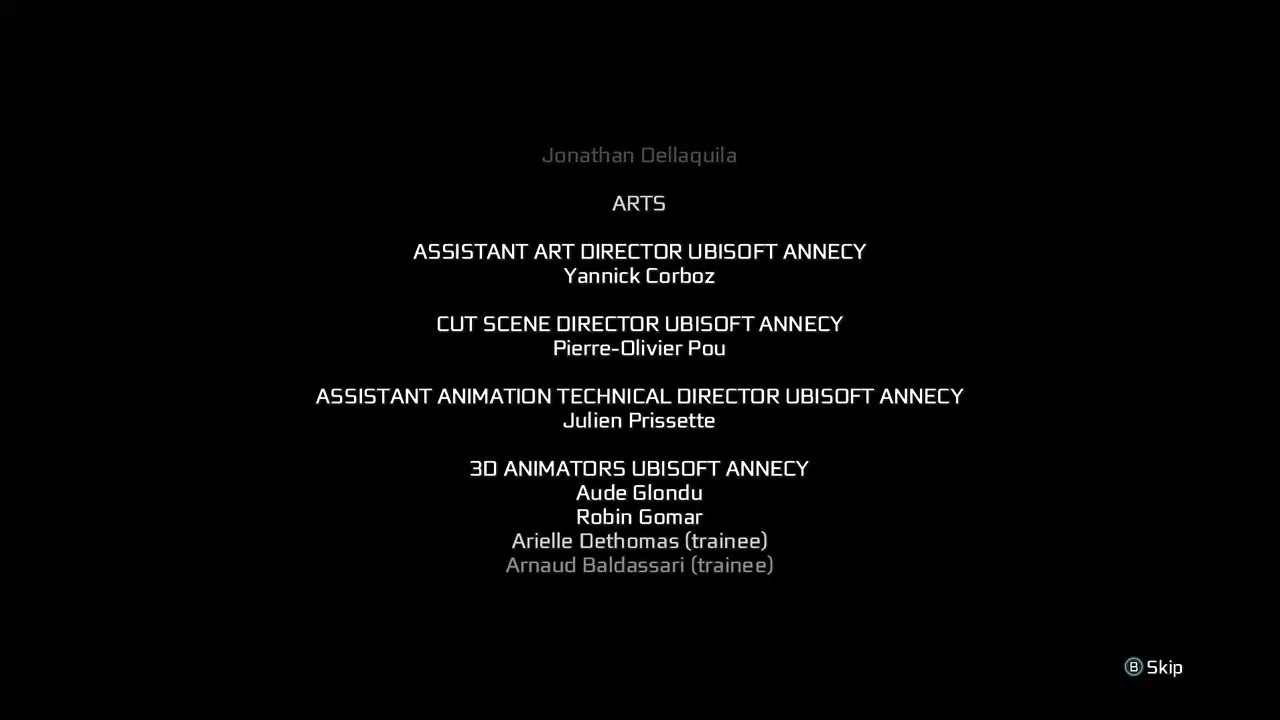 Jonathan Dellaquila
ARTS
ASSISTANT ART DIRECTOR UBISOFT ANNECY
Yannick Corboz
CUT SCENE DIRECTOR UBISOFT ANNECY
Pierre-Olivier Pou
ASSISTANT ANIMATION TECHNICAL DIRECTOR UBISOFT ANNECY
Julien Prissette
3D ANIMATORS UBISOFT ANNECY
Aude Glondu
Robin Gomar
Arielle Dethomas (trainee)
Arnaud Baldassari (trainee)
B Skip